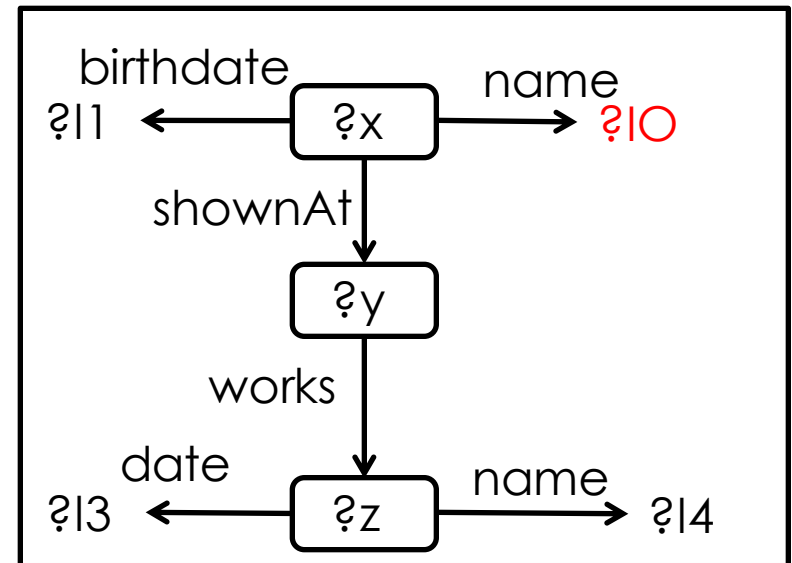 birthdate
name
?l1
?x
?lO
shownAt
?y
works
date
name
?l3
?z
?l4